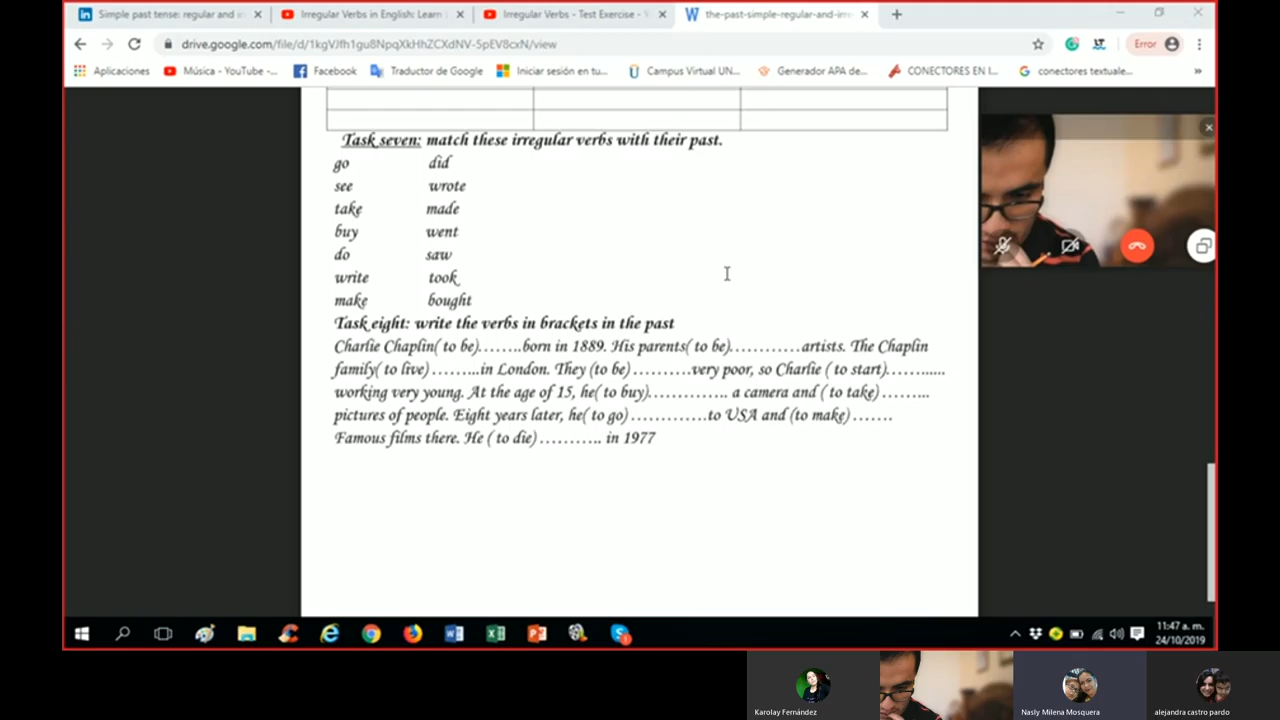 Simple past tense: regular and ir
Irregular Verbs in English: Learn
Irregular Verbs - Test Exercise -
the-past-simple-regular-and-irre
drive.google.com/file/d/1kgVJfh1gu8NpqXkHhZCXdNV-5pEV8cxN/view
Error
Aplicaciones
Música - YouTube -...
Facebook
Traductor de Google
Iniciar sesión en tu...
Campus Virtual UN...
Generador APA de...
CONECTORES EN I...
conectores textuale...
Task seven: match these irregular verbs with their past.
go did
see wrote
take made
buy went
do saw
write took
make bought
Task eight: write the verbs in brackets in the past
Charlie Chaplin( to be)........born in 1889. His parents( to be)............artists. The Chaplin
family( to live) .........in London. They (to be) ..........very poor, so Charlie ( to start)............
working very young. At the age of 15, he( to buy).............. a camera and ( to take) .........
pictures of people. Eight years later, he( to go) .............to USA and (to make) .......
Famous films there. He ( to die) ........... in 1977
11:47 a. m.
24/10/2019
Karolay Fernández
Nasly Milena Mosquera
alejandra castro pardo